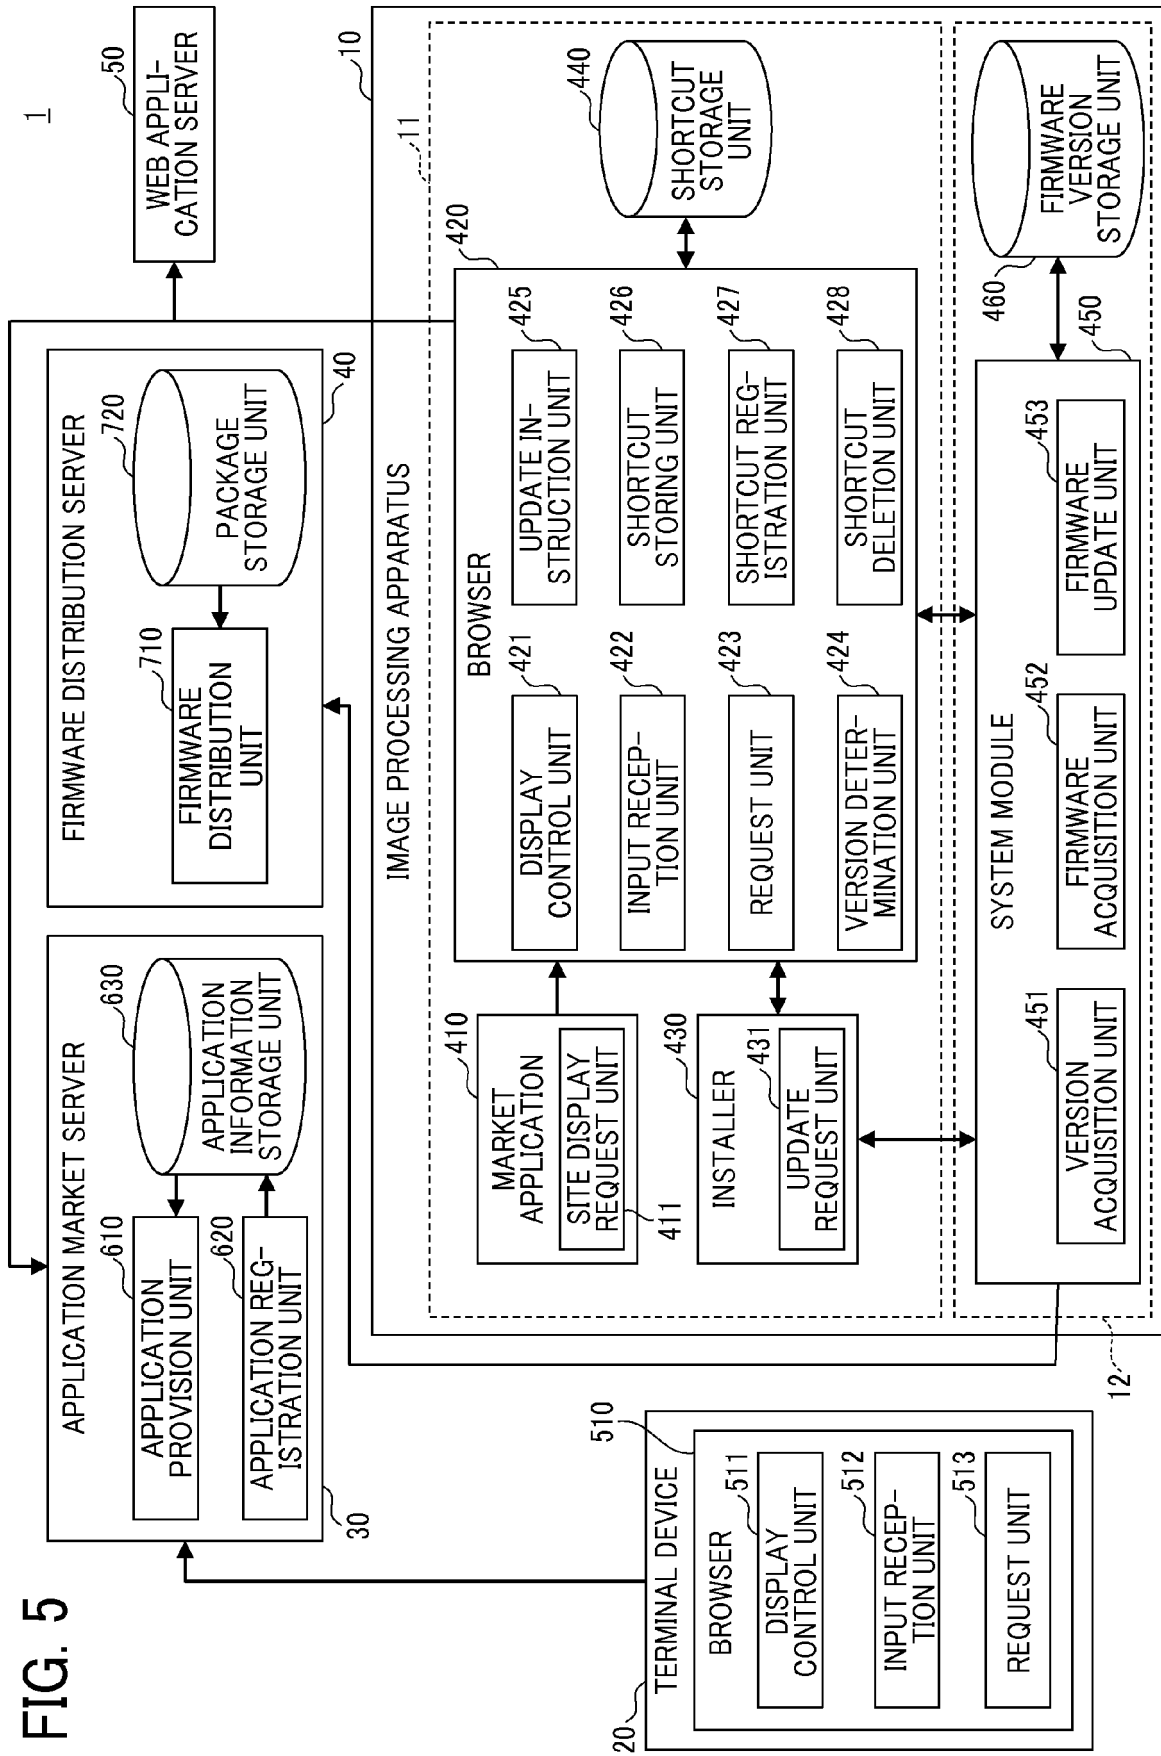 FIG. 5
1
APPLICATION MARKET SERVER
30
APPLICATION
PROVISION UNIT
610
APPLICATION REG-
ISTRATION UNIT
620
APPLICATION
INFORMATION
STORAGE UNIT
630
FIRMWARE DISTRIBUTION SERVER
40
FIRMWARE
DISTRIBUTION
UNIT
710
PACKAGE
STORAGE UNIT
720
WEB APPLI-
CATION SERVER
50
TERMINAL DEVICE
20
BROWSER
510
DISPLAY
CONTROL UNIT
511
INPUT RECEP-
TION UNIT
512
REQUEST UNIT
513
IMAGE PROCESSING APPARATUS
10
11
MARKET
APPLICATION
410
SITE DISPLAY
REQUEST UNIT
411
INSTALLER
430
UPDATE
REQUEST UNIT
431
BROWSER
420
DISPLAY
CONTROL UNIT
421
INPUT RECEP-
TION UNIT
422
REQUEST UNIT
423
VERSION DETER-
MINATION UNIT
424
UPDATE IN-
STRUCTION UNIT
425
SHORTCUT
STORING UNIT
426
SHORTCUT REG-
ISTRATION UNIT
427
SHORTCUT
DELETION UNIT
428
SHORTCUT
STORAGE
UNIT
440
12
SYSTEM MODULE
450
VERSION
ACQUISITION UNIT
451
FIRMWARE
ACQUISITION UNIT
452
FIRMWARE
UPDATE UNIT
453
FIRMWARE
VERSION
STORAGE UNIT
460